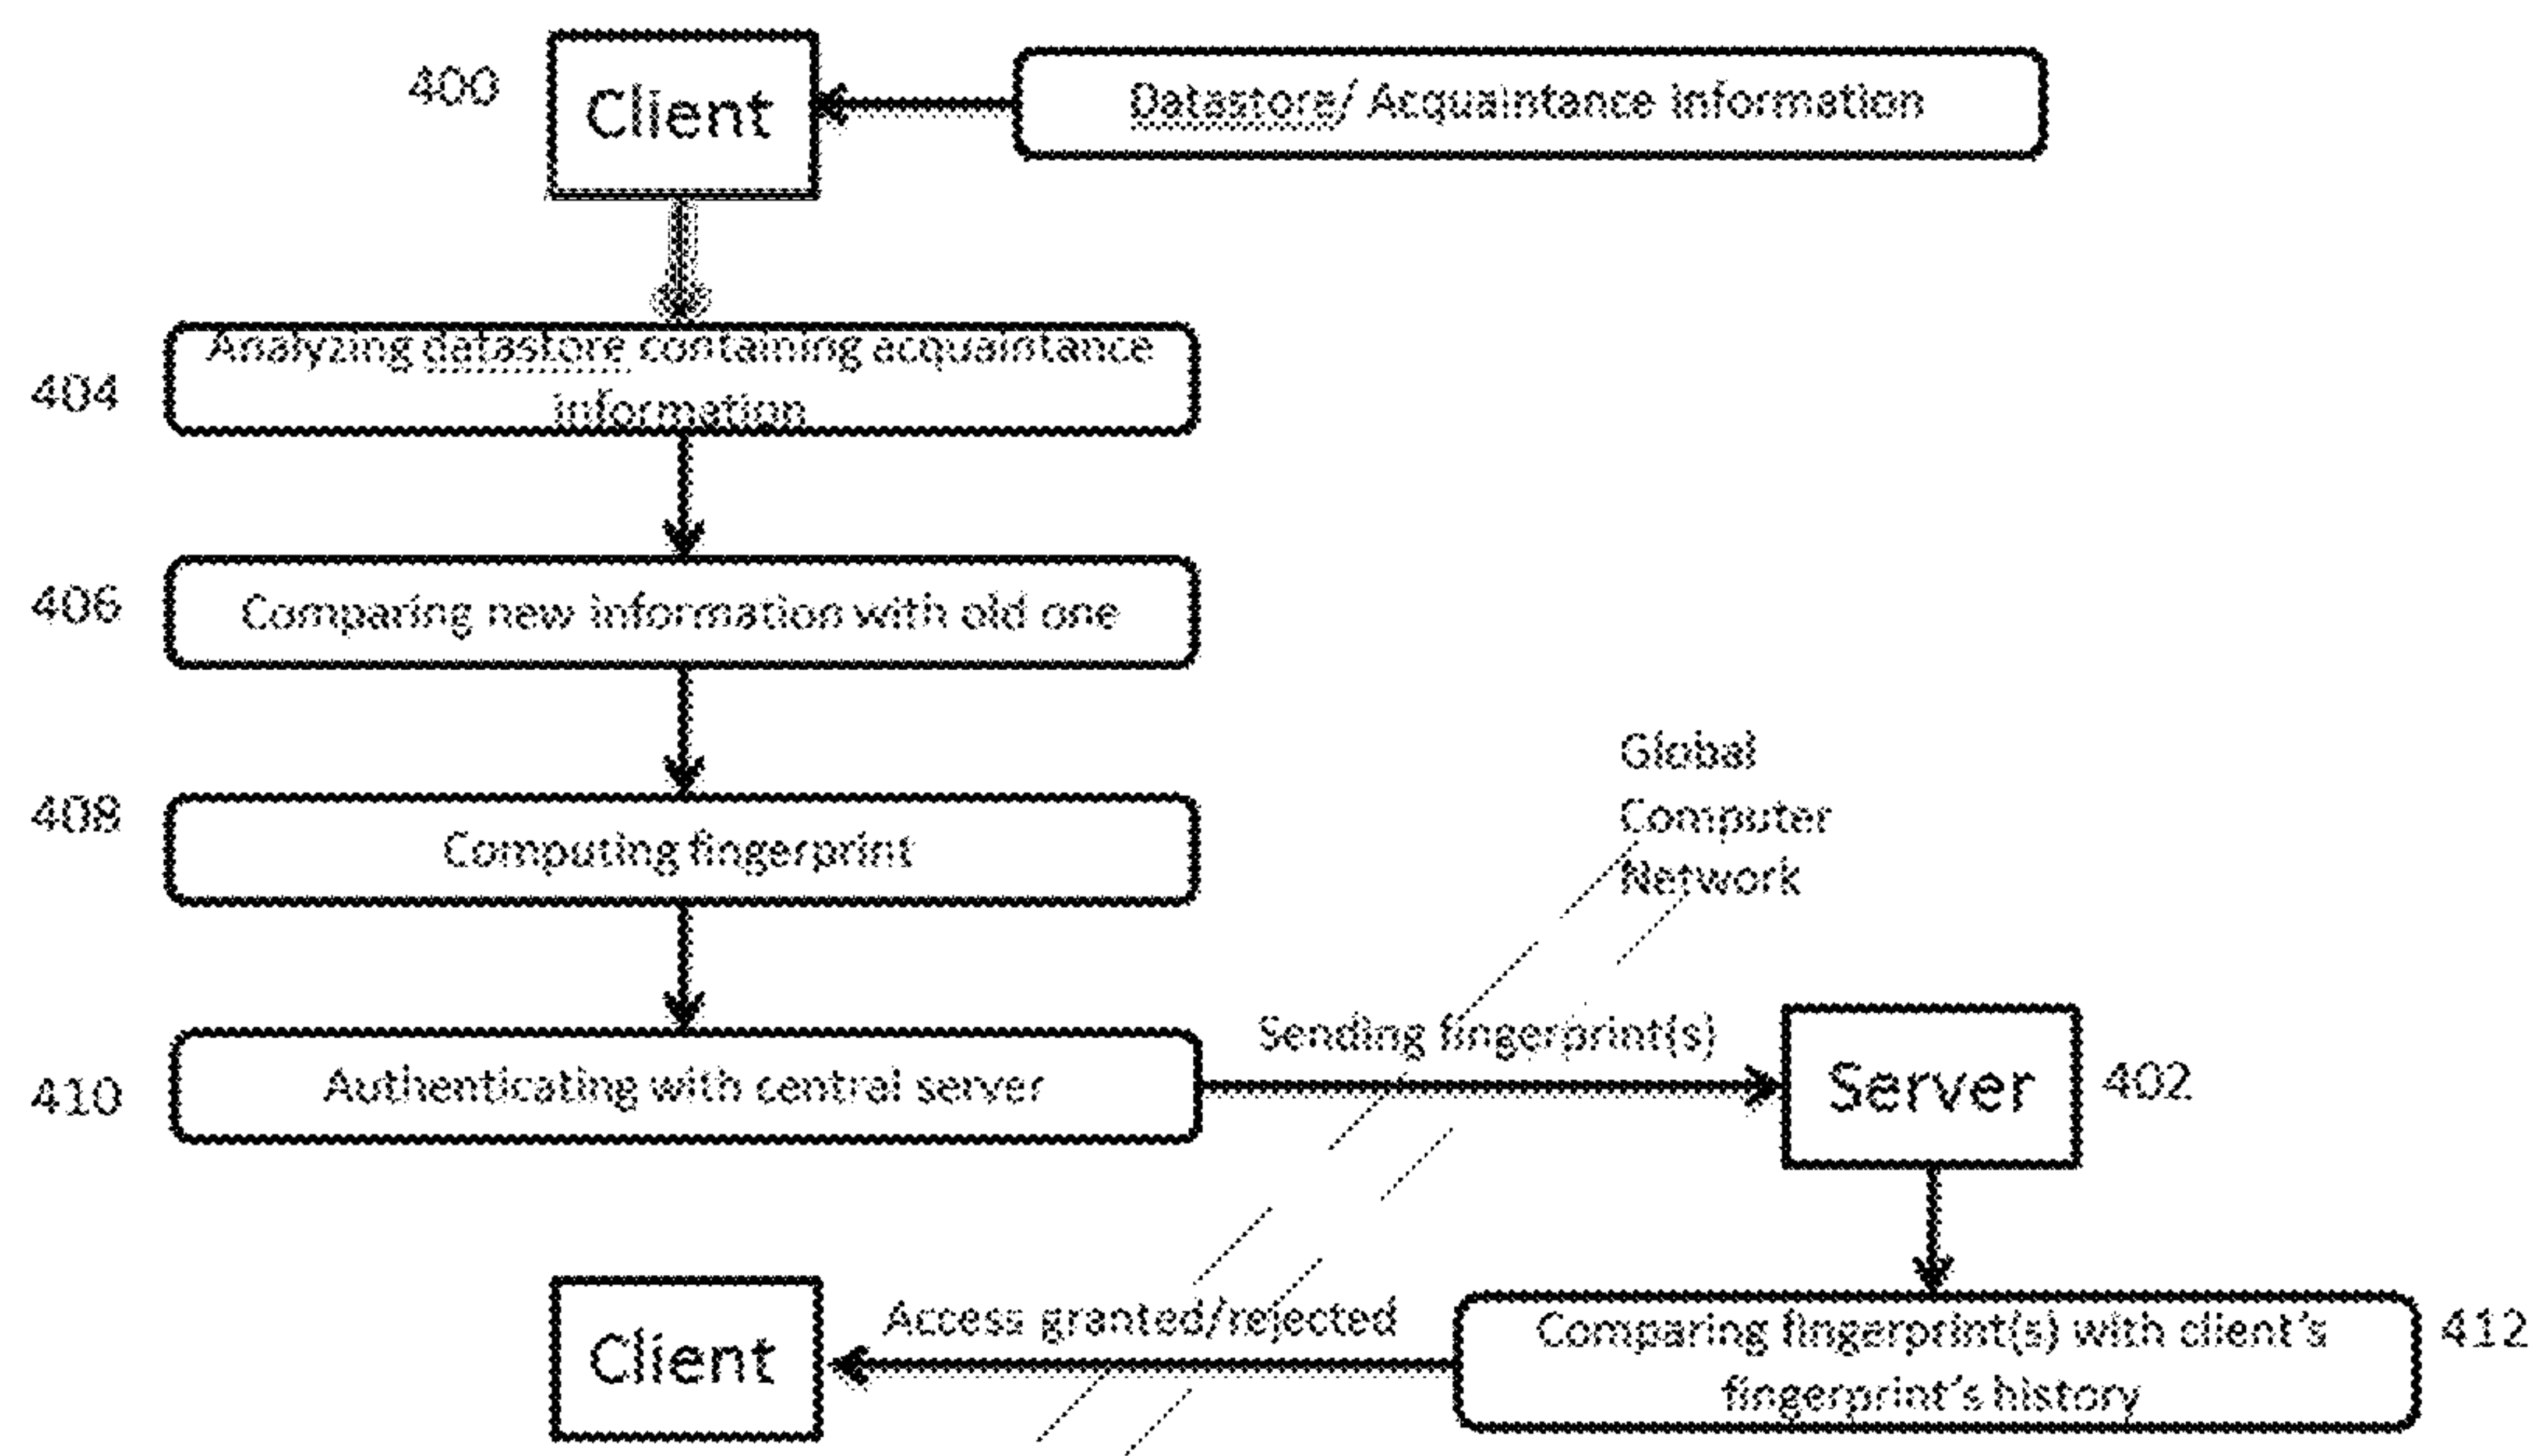 400
Client
Datastore/ Acquaintance information
404
Analyzing datastore containing acquaintance
information
406
Comparing new information with old one
408
Computing fingerprint
Global
Computer
Network
410
Authenticating with central server
Sending fingerprint(s)
Server
402
Client
Access granted/rejected
Comparing fingerprint(s) with client's
fingerprint's history
412